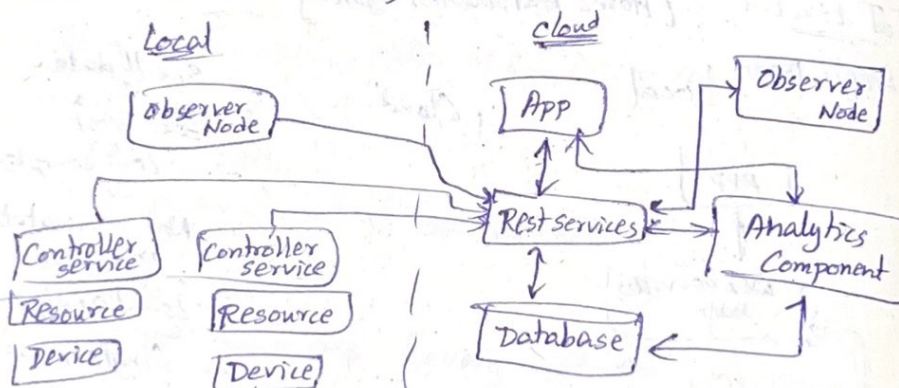 Local
cloud
Observer
Node
App
Observer
Node
Controller
service
Controller
service
Rest services
Analytics
Component
Resource
Resource
Database
Device
Device